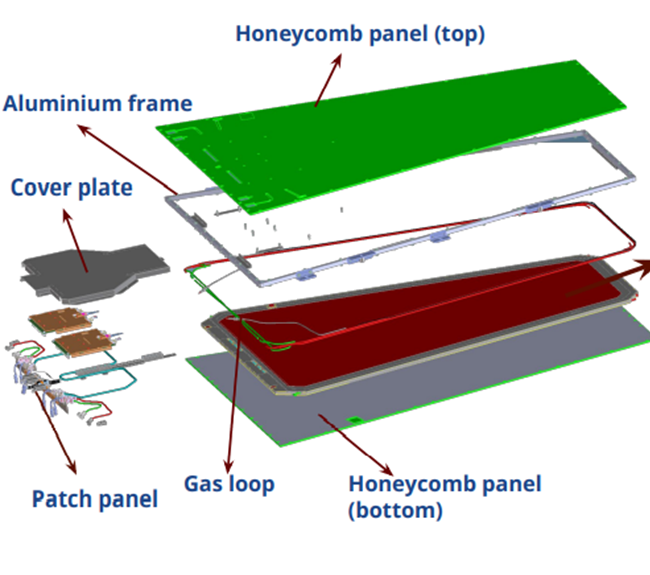 Honeycomb panel (top)
Aluminium frame
Cover plate
Gas loop
Patch panel
Honeycomb panel
(bottom)